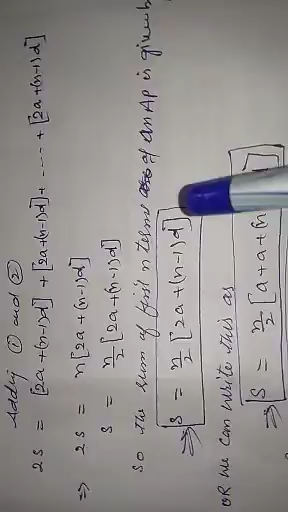 Adding ① and ②
2S = [2a+(n-1)d] + [2a+(n-1)d] + ---- + [2a+(n-1)d]
⇒ 2S = n[2a+(n-1)d]
S = n/2 [2a+(n-1)d]
So the sum of first n terms of an AP is given b
⇒ S = n/2 [2a+(n-1)d]
OR we can write this as
⇒ S = n/2 [a+a+(n